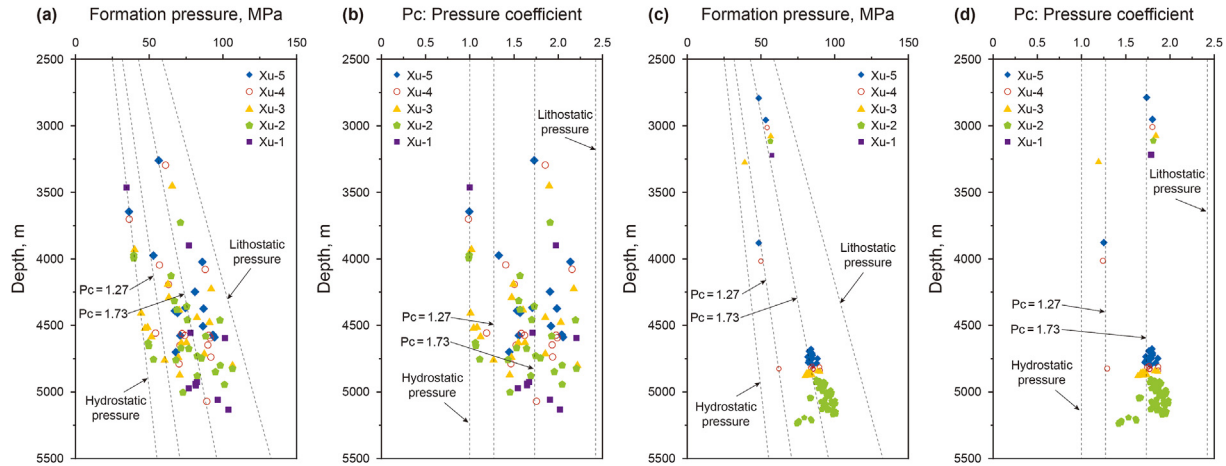 (a)
Formation pressure, MPa
0 50 100 150
2500
3000
3500
4000
4500
5000
5500
Depth, m
Xu-5
Xu-4
Xu-3
Xu-2
Xu-1
Lithostatic
pressure
Pc = 1.27
Pc = 1.73
Hydrostatic
pressure
(b)
Pc: Pressure coefficient
0 0.5 1.0 1.5 2.0 2.5
2500
3000
3500
4000
4500
5000
5500
Depth, m
Xu-5
Xu-4
Xu-3
Xu-2
Xu-1
Lithostatic
pressure
Pc = 1.27
Pc = 1.73
Hydrostatic
pressure
(c)
Formation pressure, MPa
0 50 100 150
2500
3000
3500
4000
4500
5000
5500
Depth, m
Xu-5
Xu-4
Xu-3
Xu-2
Xu-1
Lithostatic
pressure
Pc = 1.27
Pc = 1.73
Hydrostatic
pressure
(d)
Pc: Pressure coefficient
0 0.5 1.0 1.5 2.0 2.5
2500
3000
3500
4000
4500
5000
5500
Depth, m
Xu-5
Xu-4
Xu-3
Xu-2
Xu-1
Lithostatic
pressure
Pc = 1.27
Pc = 1.73
Hydrostatic
pressure